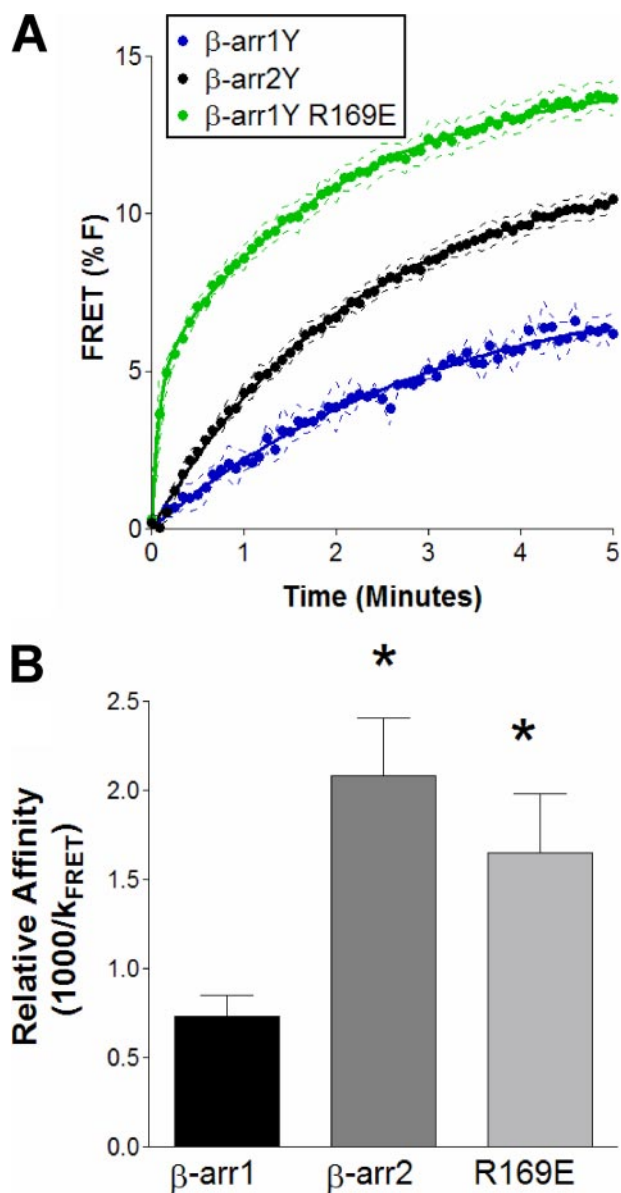 A
β-arr1Y
β-arr2Y
β-arr1Y R169E
15
10
5
0
FRET (% F)
0 1 2 3 4 5
Time (Minutes)
B
* *
2.5
2.0
1.5
1.0
0.5
0.0
Relative Affinity
(1000/kFRET)
β-arr1 β-arr2 R169E